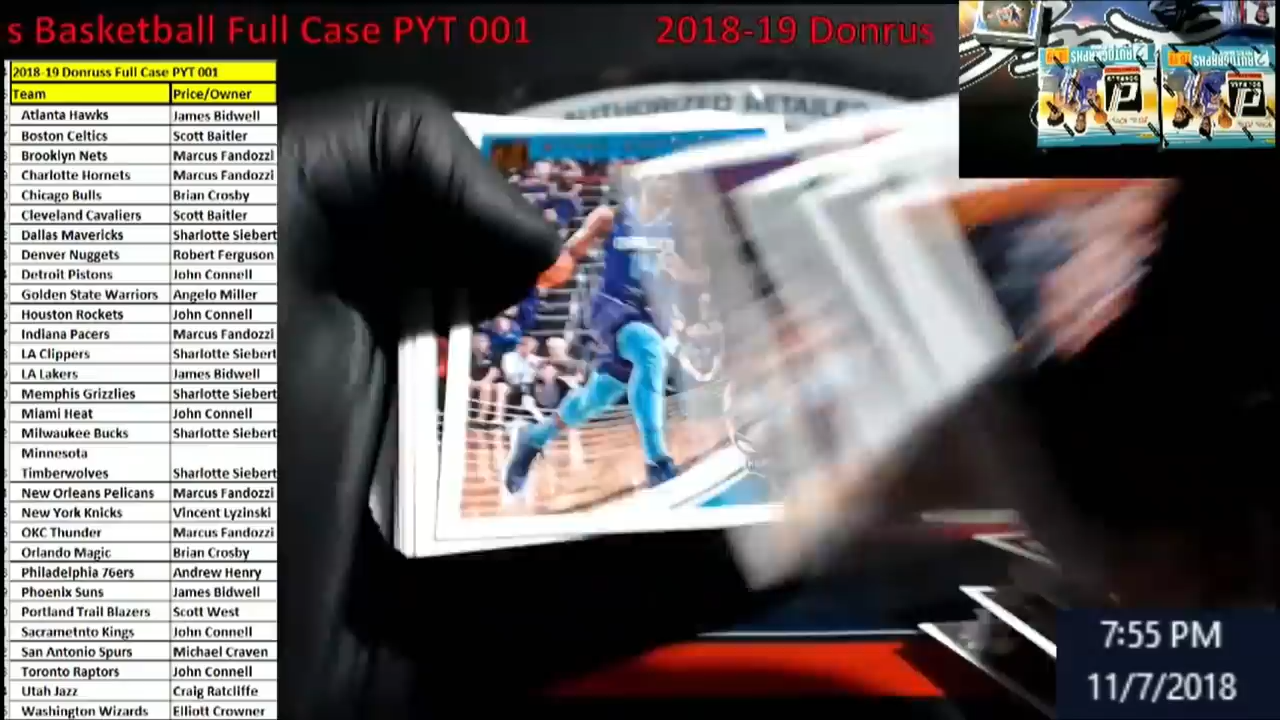 s Basketball Full Case PYT 001 2018-19 Donrus
2018-19 Donruss Full Case PYT 001
Team Price/Owner
Atlanta Hawks James Bidwell
Boston Celtics Scott Baitler
Brooklyn Nets Marcus Fandozzi
Charlotte Hornets Marcus Fandozzi
Chicago Bulls Brian Crosby
Cleveland Cavaliers Scott Baitler
Dallas Mavericks Sharlotte Siebert
Denver Nuggets Robert Ferguson
Detroit Pistons John Connell
Golden State Warriors Angelo Miller
Houston Rockets John Connell
Indiana Pacers Marcus Fandozzi
LA Clippers Sharlotte Siebert
LA Lakers James Bidwell
Memphis Grizzlies Sharlotte Siebert
Miami Heat John Connell
Milwaukee Bucks Sharlotte Siebert
Minnesota
Timberwolves Sharlotte Siebert
New Orleans Pelicans Marcus Fandozzi
New York Knicks Vincent Lyzinski
OKC Thunder Marcus Fandozzi
Orlando Magic Brian Crosby
Philadelphia 76ers Andrew Henry
Phoenix Suns James Bidwell
Portland Trail Blazers Scott West
Sacrametnto Kings John Connell
San Antonio Spurs Michael Craven
Toronto Raptors John Connell
Utah Jazz Craig Ratcliffe
Washington Wizards Elliott Crowner
AUTHORIZED RETAILER
AUTOGRAPHS AUTOGRAPHS
7:55 PM
11/7/2018